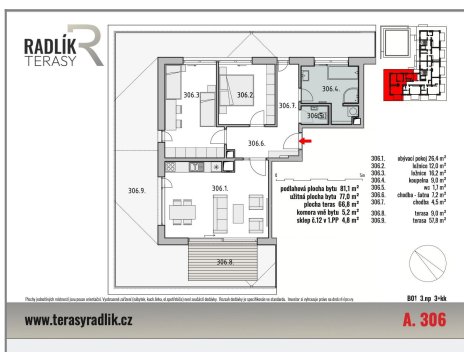 RADLÍK
TERASY
306.3
306.2.
306.7.
306.4.
306.5.
306.6.
306.9.
306.1.
306.8.
0 5m
podlahová plocha bytu 81,1 m²
užitná plocha bytu 77,0 m²
plocha teras 66,8 m²
komora vně bytu 5,2 m²
sklep č.12 v 1.PP 4,8 m²
306.1. obývací pokoj 26,4 m²
306.2. ložnice 12,0 m²
306.3. ložnice 16,2 m²
306.4. koupelna 9,0 m²
306.5. wc 1,1 m²
306.6. chodba - šatna 7,2 m²
306.7. chodba 4,5 m²
306.8. terasa 9,0 m²
306.9. terasa 57,8 m²
B01 3.np 3+kk
www.terasyradlik.cz
A. 306